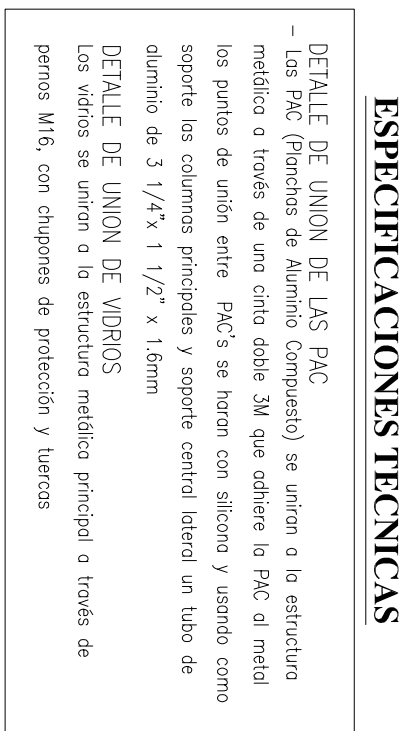 ESPECIFICACIONES TECNICAS
DETALLE DE UNION DE LAS PAC
- Las PAC (Planchas de Aluminio Compuesto) se uniran a la estructura
metálica a través de una cinta doble 3M que adhiere la PAC al metal
los puntos de unión entre PAC's se haran con silicona y usando como
soporte las columnas principales y soporte central lateral un tubo de
aluminio de 3 1/4"x 1 1/2" x 1.6mm
DETALLE DE UNION DE VIDRIOS
Los vidrios se uniran a la estructura metálica principal a través de
pernos M16, con chupones de protección y tuercas